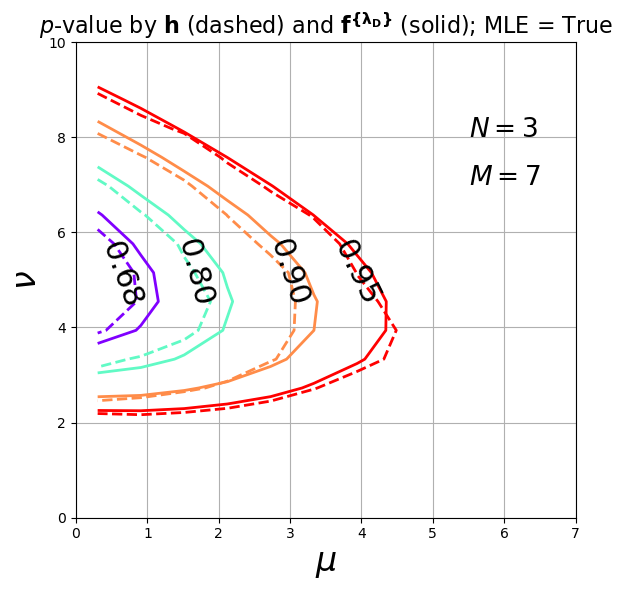 p-value by h (dashed) and f^{λ_D} (solid); MLE = True
10
8
6
4
2
0
N = 3
M = 7
0.68
0.80
0.90
0.95
ν
0 1 2 3 4 5 6 7
μ